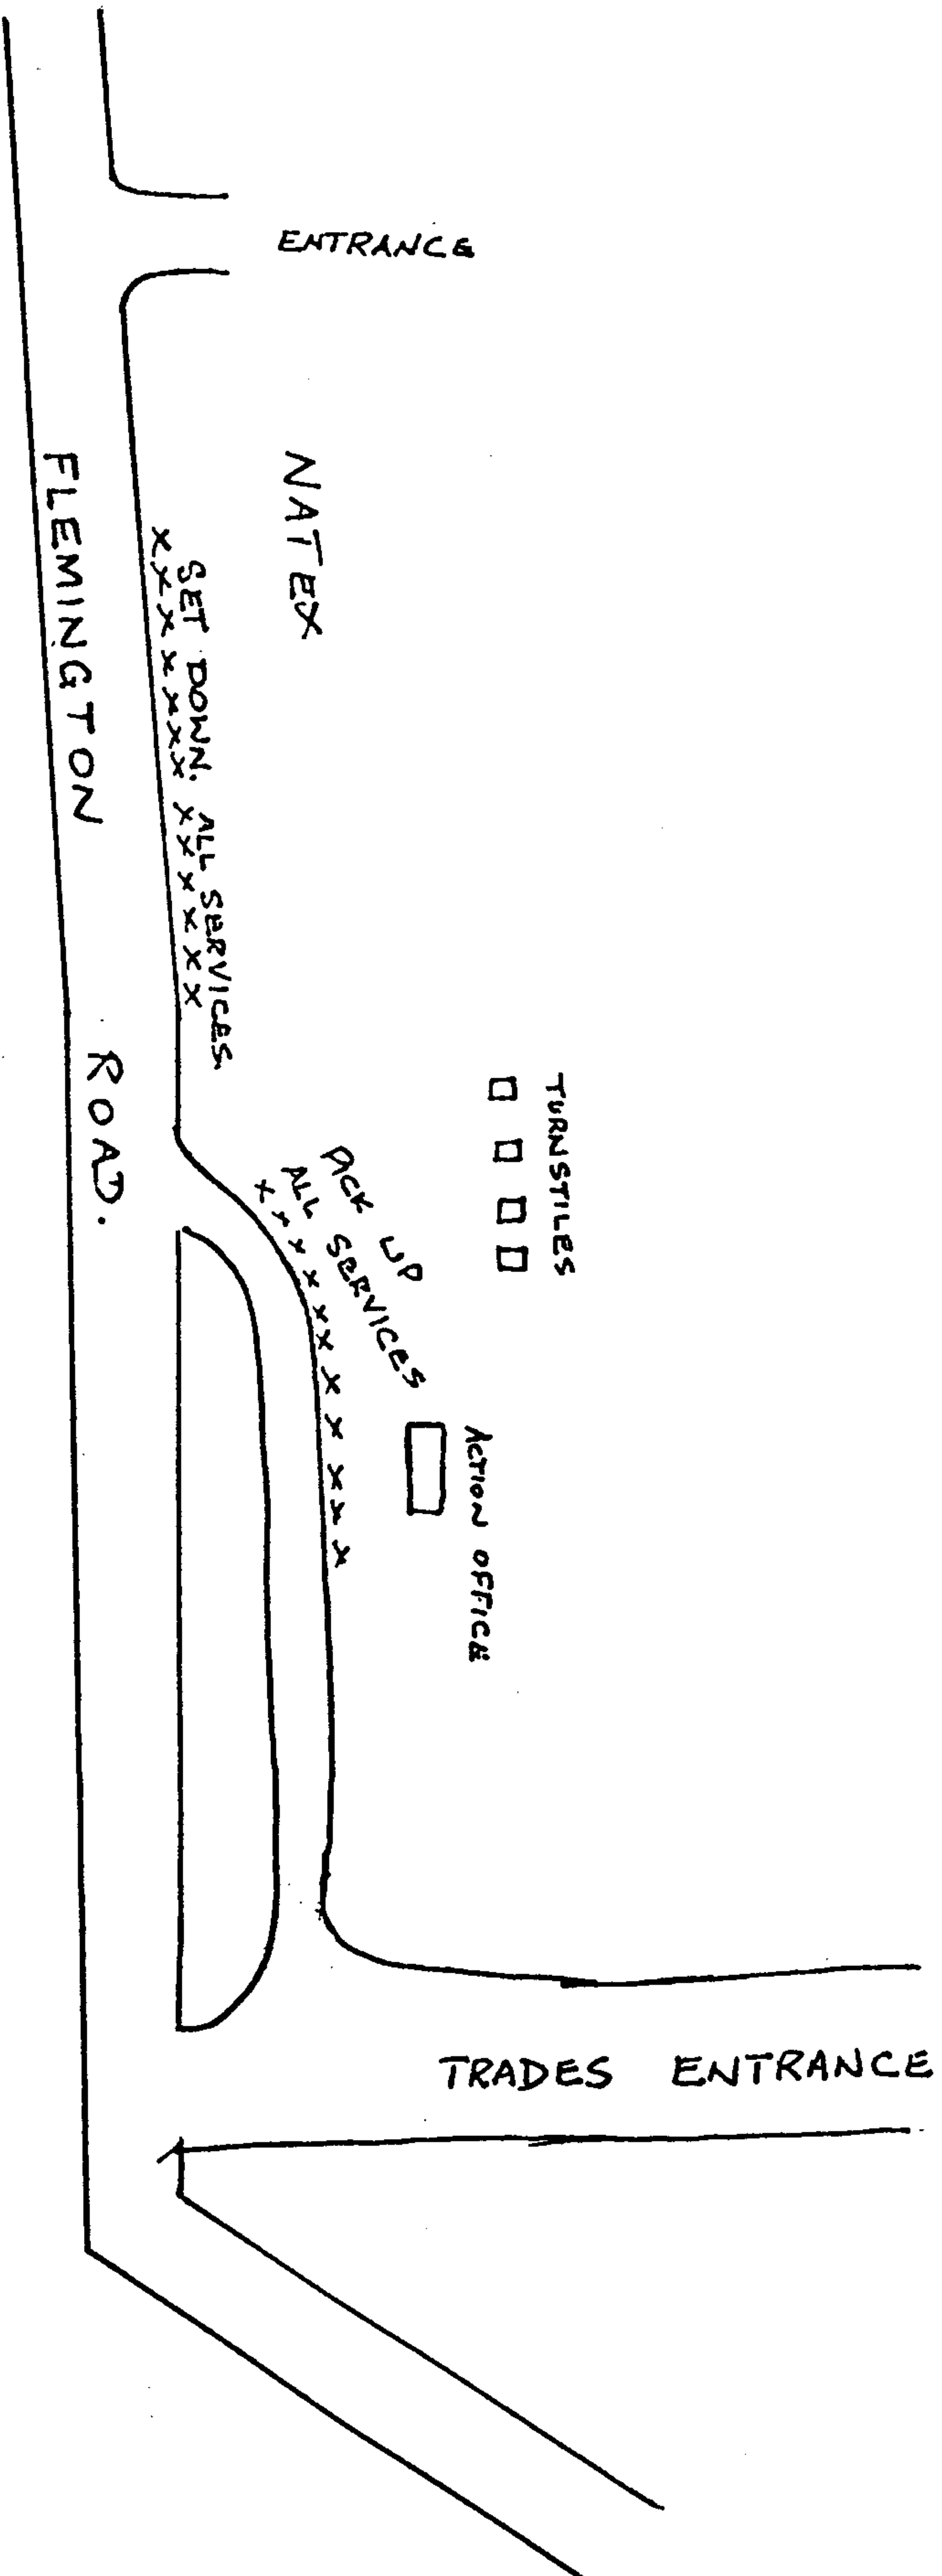 ENTRANCE
NATEX
SET DOWN. ALL SERVICES.
x x x x x x x x x x x x x
FLEMINGTON ROAD.
TURNSTILES
PICK UP
ALL SERVICES
x x x x x x x x x x x
ACTION OFFICE
TRADES ENTRANCE